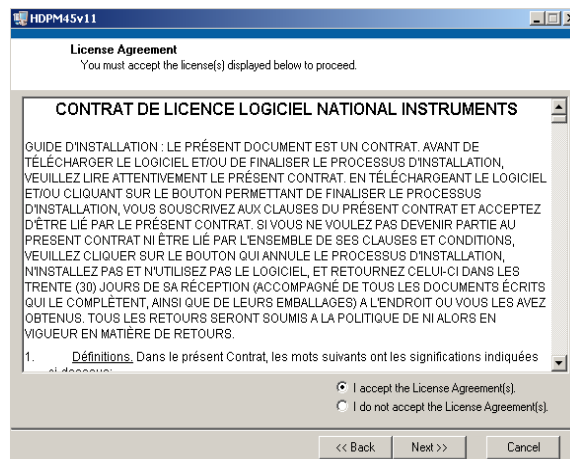 HDPM45v11
License Agreement
You must accept the license(s) displayed below to proceed.
CONTRAT DE LICENCE LOGICIEL NATIONAL INSTRUMENTS
GUIDE D'INSTALLATION : LE PRÉSENT DOCUMENT EST UN CONTRAT. AVANT DE
TÉLÉCHARGER LE LOGICIEL ET/OU DE FINALISER LE PROCESSUS D'INSTALLATION,
VEUILLEZ LIRE ATTENTIVEMENT LE PRÉSENT CONTRAT. EN TÉLÉCHARGEANT LE LOGICIEL
ET/OU CLIQUANT SUR LE BOUTON PERMETTANT DE FINALISER LE PROCESSUS
D'INSTALLATION, VOUS SOUSCRIVEZ AUX CLAUSES DU PRÉSENT CONTRAT ET ACCEPTEZ
D'ÊTRE LIÉ PAR LE PRÉSENT CONTRAT. SI VOUS NE VOULEZ PAS DEVENIR PARTIE AU
PRESENT CONTRAT NI ÊTRE LIÉ PAR L'ENSEMBLE DE SES CLAUSES ET CONDITIONS,
VEUILLEZ CLIQUER SUR LE BOUTON QUI ANNULE LE PROCESSUS D'INSTALLATION,
N'INSTALLEZ PAS ET N'UTILISEZ PAS LE LOGICIEL, ET RETOURNEZ CELUI-CI DANS LES
TRENTE (30) JOURS DE SA RÉCEPTION (ACCOMPAGNÉ DE TOUS LES DOCUMENTS ÉCRITS
QUI LE COMPLÈTENT, AINSI QUE DE LEURS EMBALLAGES) A L'ENDROIT OU VOUS LES AVEZ
OBTENUS. TOUS LES RETOURS SERONT SOUMIS A LA POLITIQUE DE NI ALORS EN
VIGUEUR EN MATIÈRE DE RETOURS.
1. Définitions. Dans le présent Contrat, les mots suivants ont les significations indiquées
I accept the License Agreement(s).
I do not accept the License Agreement(s).
<< Back Next >> Cancel